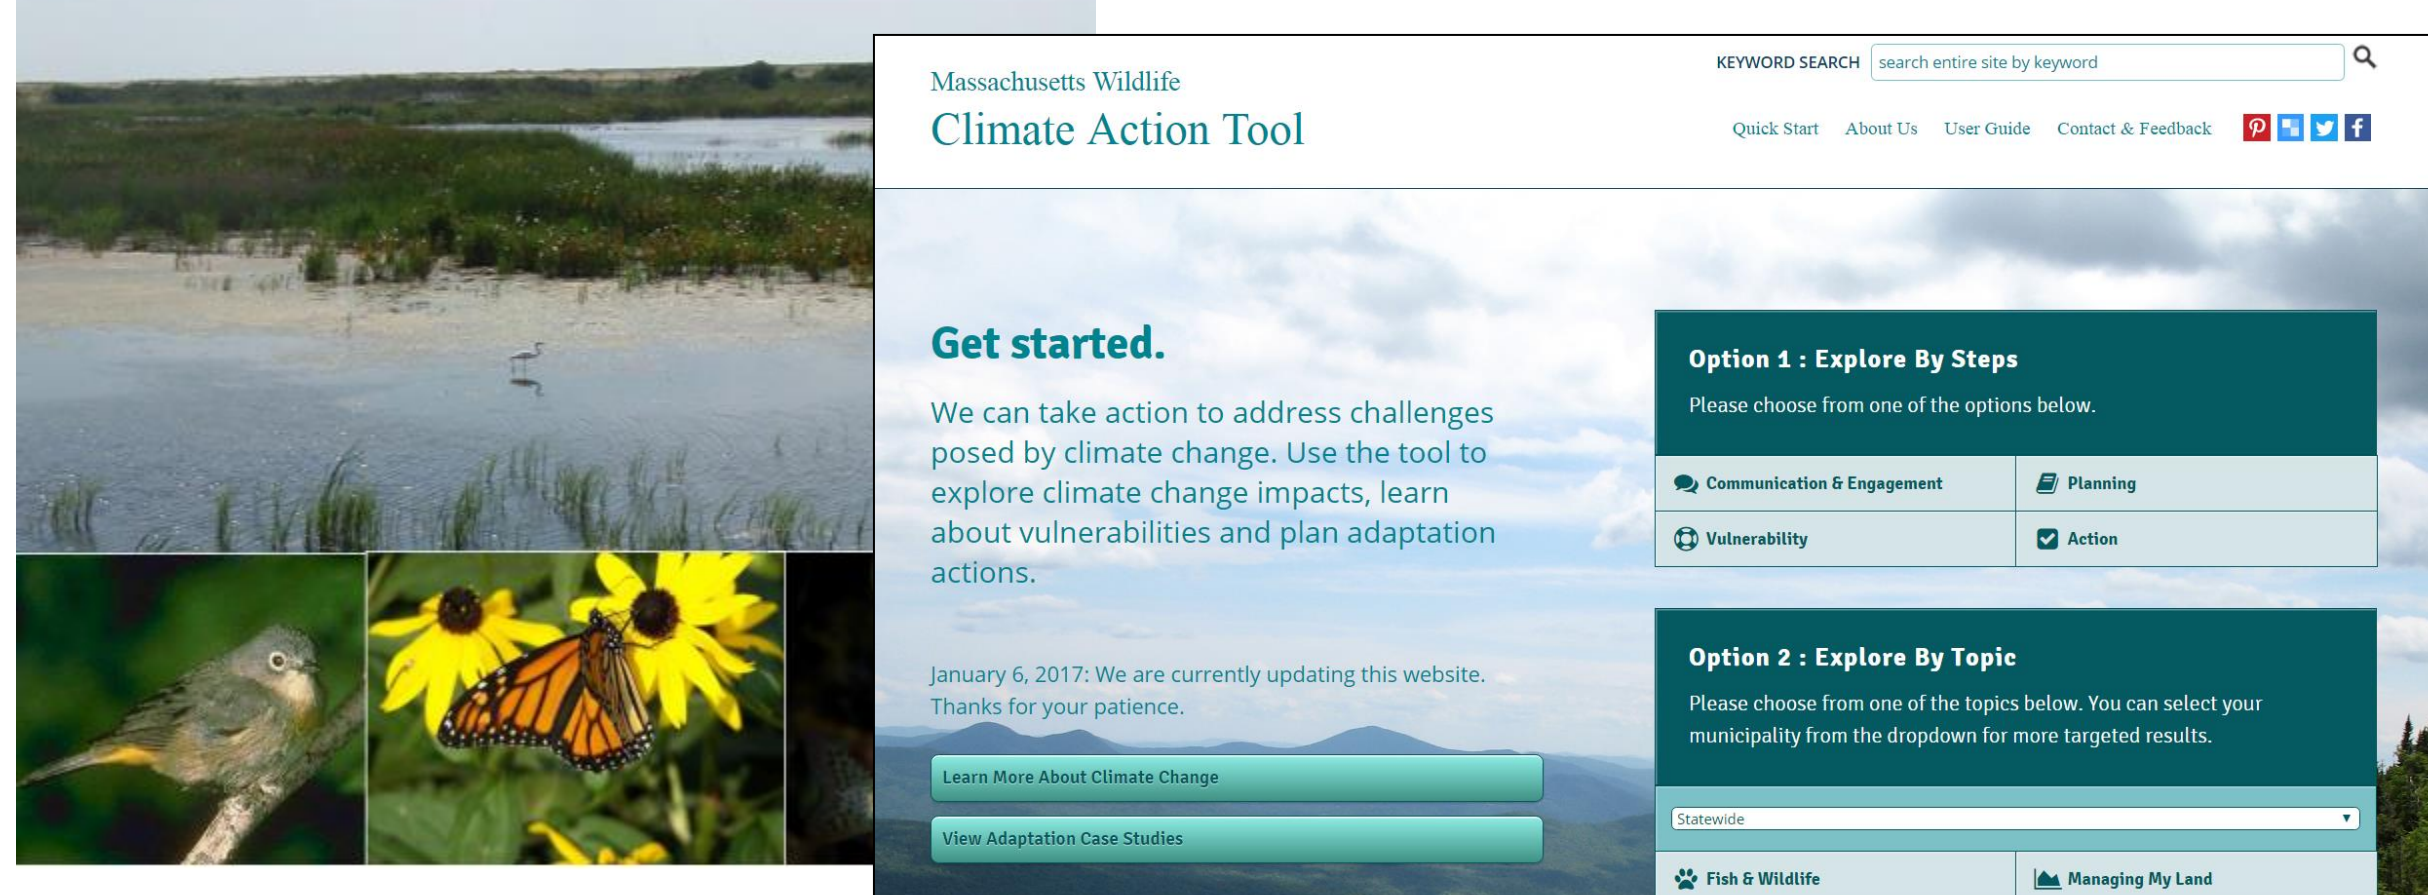 Massachusetts Wildlife
Climate Action Tool
KEYWORD SEARCH search entire site by keyword
Quick Start About Us User Guide Contact & Feedback
Get started.
We can take action to address challenges
posed by climate change. Use the tool to
explore climate change impacts, learn
about vulnerabilities and plan adaptation
actions.
January 6, 2017: We are currently updating this website.
Thanks for your patience.
Learn More About Climate Change
View Adaptation Case Studies
Option 1 : Explore By Steps
Please choose from one of the options below.
Communication & Engagement Planning
Vulnerability Action
Option 2 : Explore By Topic
Please choose from one of the topics below. You can select your
municipality from the dropdown for more targeted results.
Statewide
Fish & Wildlife Managing My Land